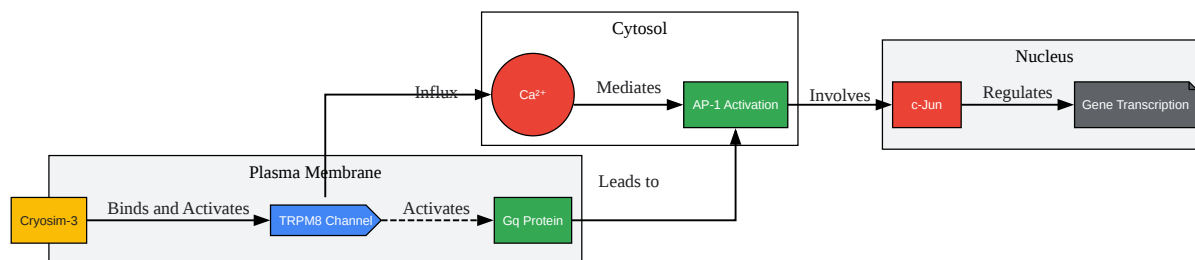 Cytosol
Nucleus
Influx
Ca²⁺
Mediates
AP-1 Activation
Involves
c-Jun
Regulates
Gene Transcription
Plasma Membrane
Leads to
Cryosim-3
Binds and Activates
TRPM8 Channel
Activates
Gq Protein